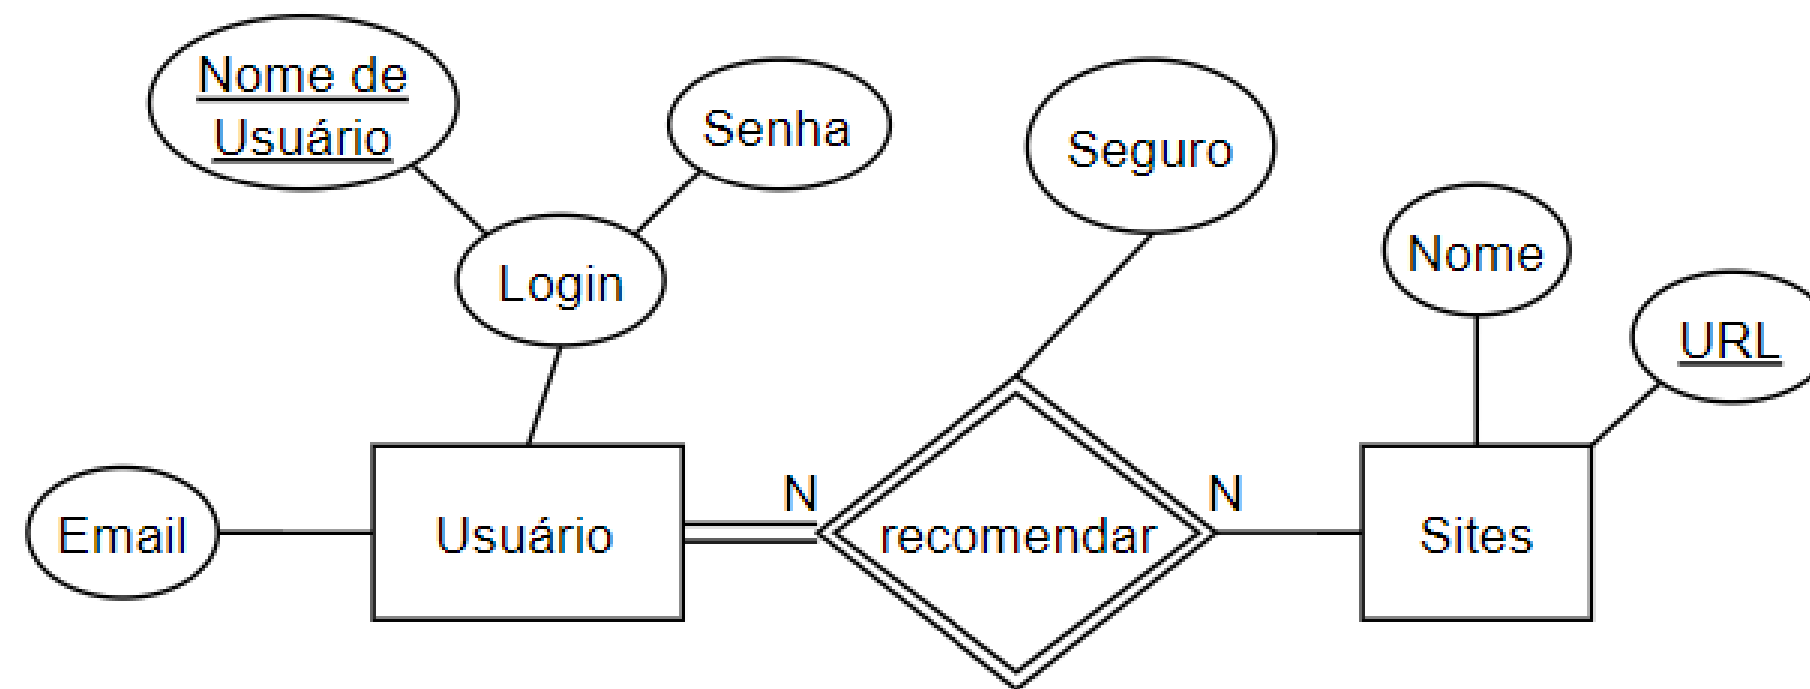 Nome de
Usuário
Senha
Seguro
Login
Nome
URL
Email
Usuário
N
recomendar
N
Sites